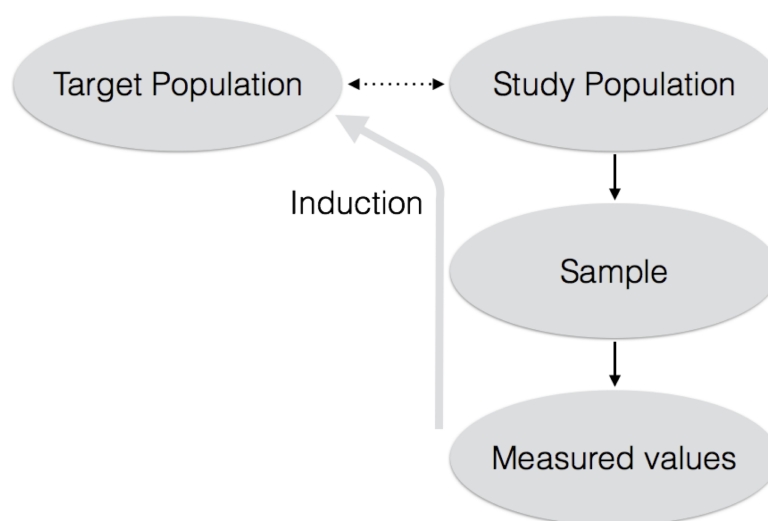 Target Population
Study Population
Induction
Sample
Measured values